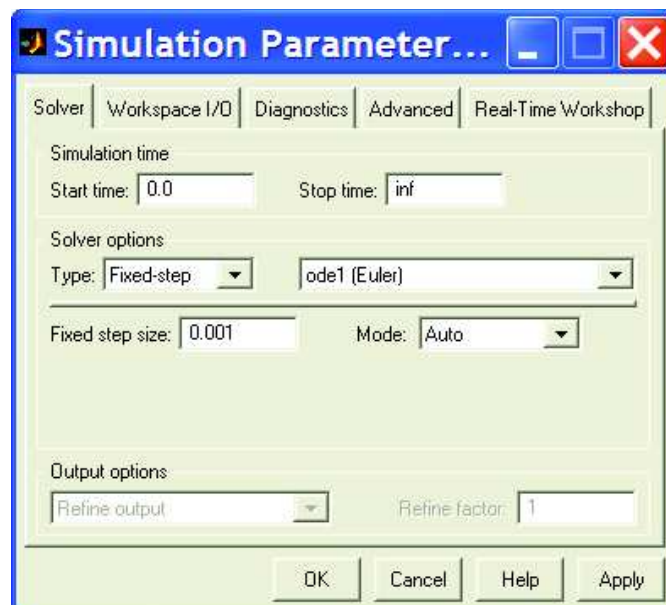 Simulation Parameter...
Solver Workspace I/O Diagnostics Advanced Real-Time Workshop
Simulation time
Start time: 0.0 Stop time: inf
Solver options
Type: Fixed-step ode1 (Euler)
Fixed step size: 0.001 Mode: Auto
Output options
Refine output Refine factor: 1
OK Cancel Help Apply